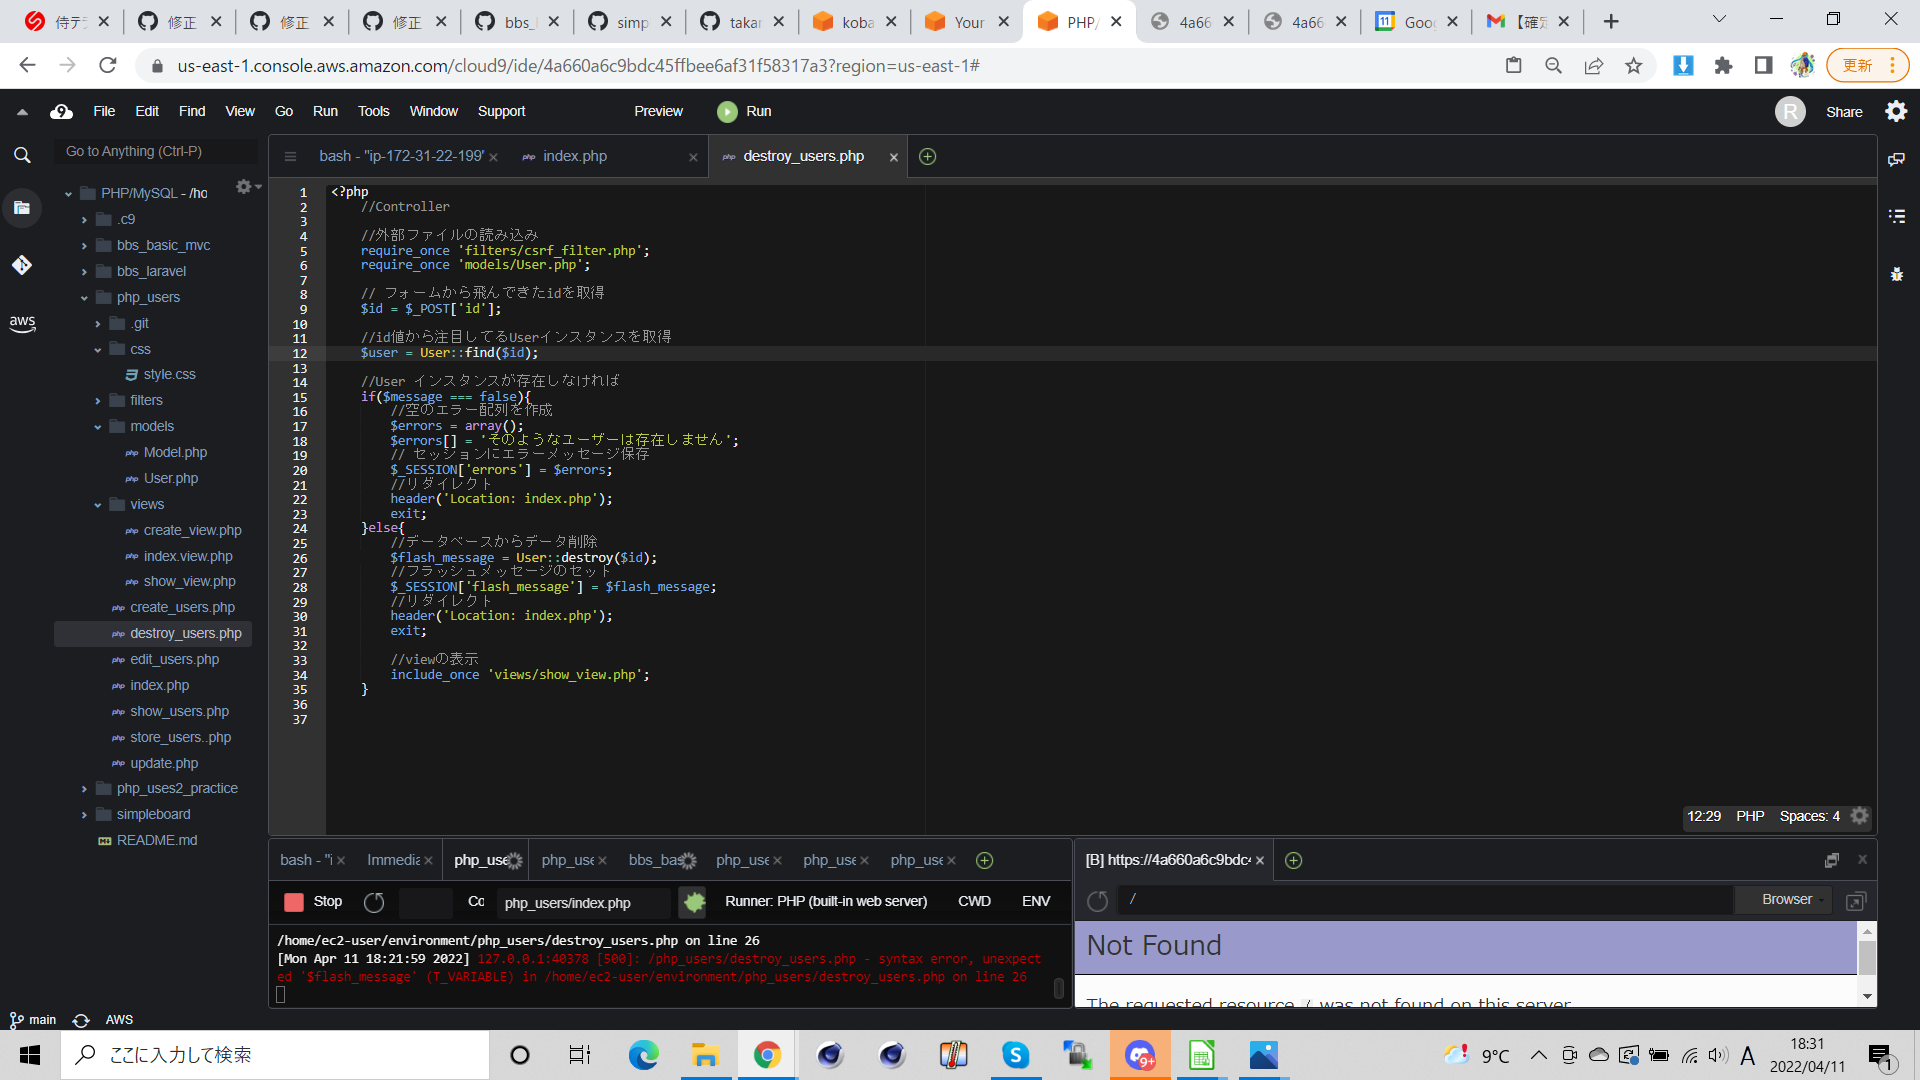 侍テ
修正
修正
修正
bbs_
simp
takar
koba
Your
PHP/
4a66
4a66
Goo
【確定
us-east-1.console.aws.amazon.com/cloud9/ide/4a660a6c9bdc45ffbee6af31f58317a3?region=us-east-1#
更新
File Edit Find View Go Run Tools Window Support Preview Run
R Share
Go to Anything (Ctrl-P)
bash - "ip-172-31-22-199"
index.php
destroy_users.php
PHP/MySQL - /ho
.c9
bbs_basic_mvc
bbs_laravel
php_users
.git
css
style.css
filters
models
Model.php
User.php
views
create_view.php
index.view.php
show_view.php
create_users.php
destroy_users.php
edit_users.php
index.php
show_users.php
store_users..php
update.php
php_uses2_practice
simpleboard
README.md
aws
1 <?php
2 //Controller
3
4 //外部ファイルの読み込み
5 require_once 'filters/csrf_filter.php';
6 require_once 'models/User.php';
7
8 // フォームから飛んできたidを取得
9 $id = $_POST['id'];
10
11 //id値から注目してるUserインスタンスを取得
12 $user = User::find($id);
13
14 //User インスタンスが存在しなければ
15 if($message === false){
16 //空のエラー配列を作成
17 $errors = array();
18 $errors[] = 'そのようなユーザーは存在しません';
19 // セッションにエラーメッセージ保存
20 $_SESSION['errors'] = $errors;
21 //リダイレクト
22 header('Location: index.php');
23 exit;
24 }else{
25 //データベースからデータ削除
26 $flash_message = User::destroy($id);
27 //フラッシュメッセージのセット
28 $_SESSION['flash_message'] = $flash_message;
29 //リダイレクト
30 header('Location: index.php');
31 exit;
32
33 //viewの表示
34 include_once 'views/show_view.php';
35 }
36
37
12:29 PHP Spaces: 4
bash - "i
Immedia
php_use
php_use
bbs_bas
php_use
php_use
php_use
[B] https://4a660a6c9bdc4
Stop
Co
php_users/index.php
Runner: PHP (built-in web server)
CWD
ENV
/
Browser
/home/ec2-user/environment/php_users/destroy_users.php on line 26
[Mon Apr 11 18:21:59 2022] 127.0.0.1:40378 [500]: /php_users/destroy_users.php - syntax error, unexpect
ed '$flash_message' (T_VARIABLE) in /home/ec2-user/environment/php_users/destroy_users.php on line 26
Not Found
The requested resource / was not found on this server.
main AWS
ここに入力して検索
9+
9°C
A
18:31
2022/04/11
1